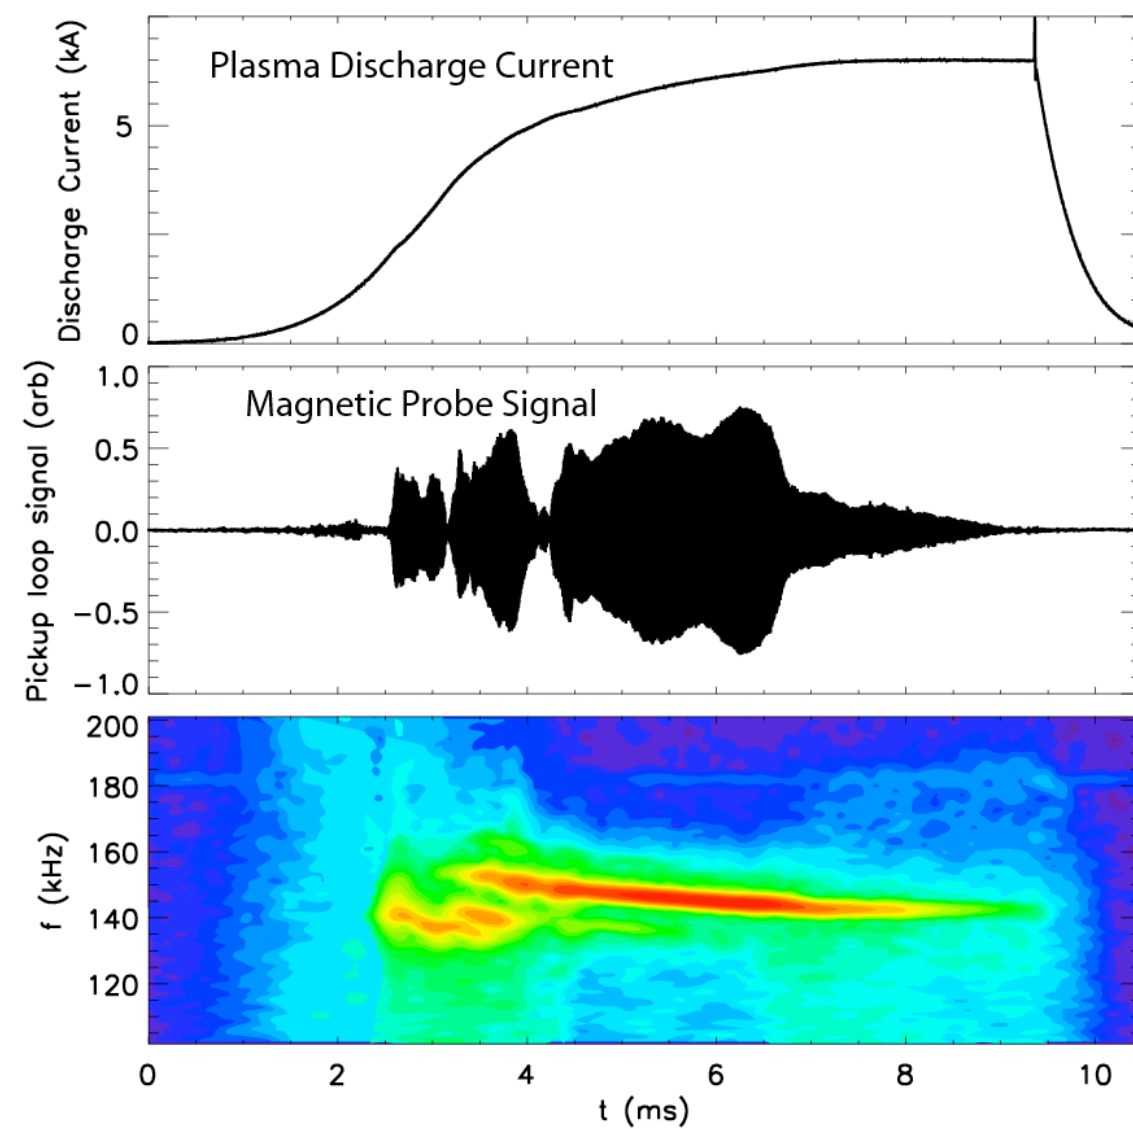 Plasma Discharge Current
Discharge Current (kA)
5
0
Magnetic Probe Signal
Pickup loop signal (arb)
1.0
0.5
0.0
−0.5
−1.0
f (kHz)
200
180
160
140
120
0 2 4 6 8 10
t (ms)